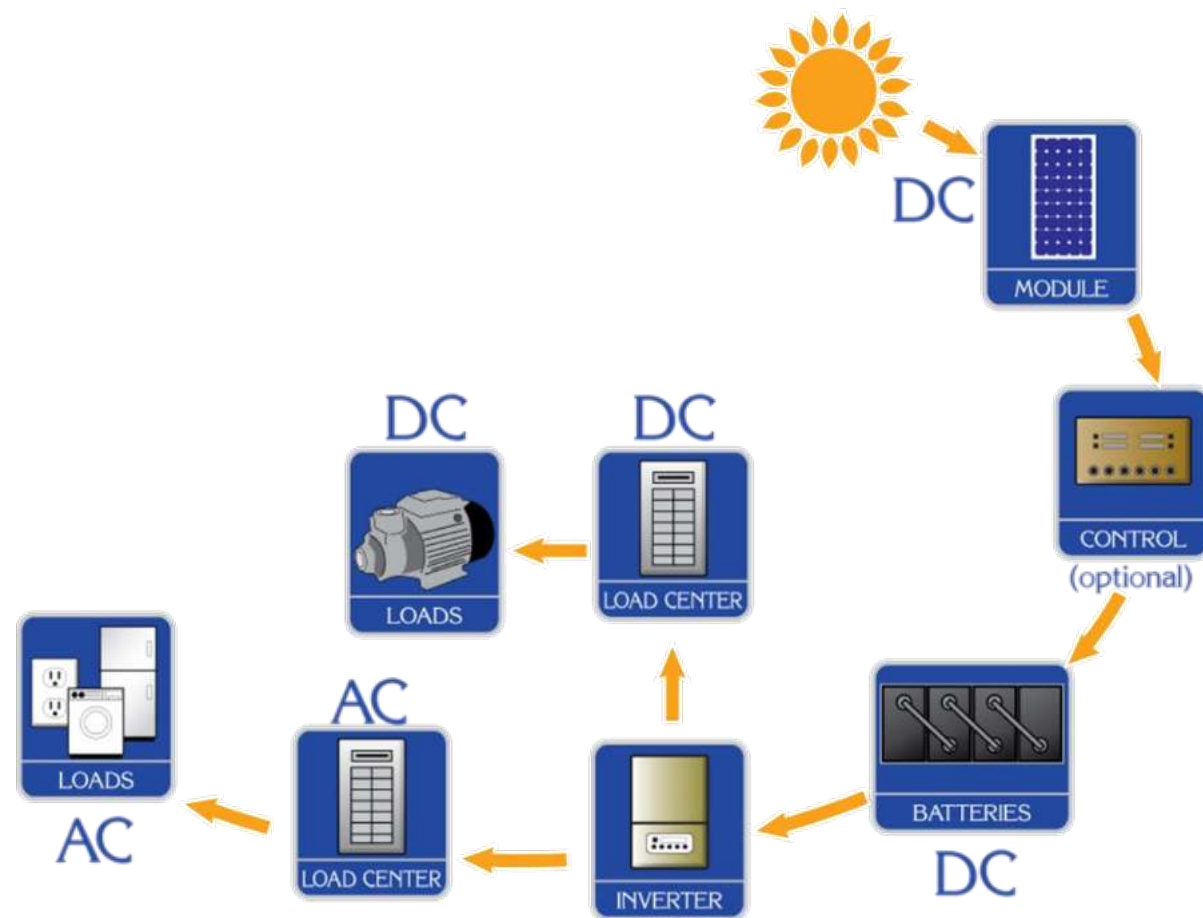 DC
MODULE
CONTROL
(optional)
DC
DC
LOADS
LOAD CENTER
AC
LOADS
AC
LOAD CENTER
INVERTER
BATTERIES
DC